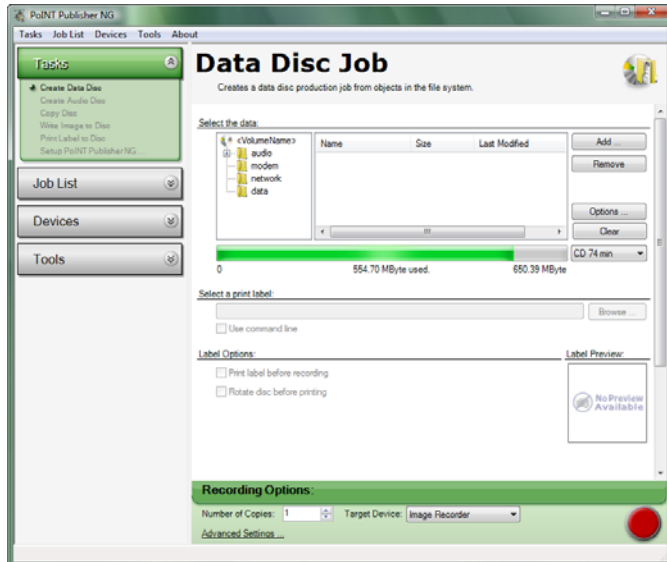 PoINT Publisher NG
Tasks Job List Devices Tools About
Tasks
Create Data Disc
Create Audio Disc
Copy Disc
Write Image to Disc
Print Label to Disc
Setup PoINT Publisher NG ...
Job List
Devices
Tools
Data Disc Job
Creates a data disc production job from objects in the file system.
Select the data:
<VolumeName>
audio
modem
network
data
Name Size Last Modified
Add ...
Remove
Options ...
Clear
CD 74 min
0 554.70 MByte used. 650.39 MByte
Select a print label:
Browse ...
Use command line
Label Options:
Print label before recording
Rotate disc before printing
Label Preview:
No Preview
Available
Recording Options:
Number of Copies: 1 Target Device: Image Recorder
Advanced Settings ...